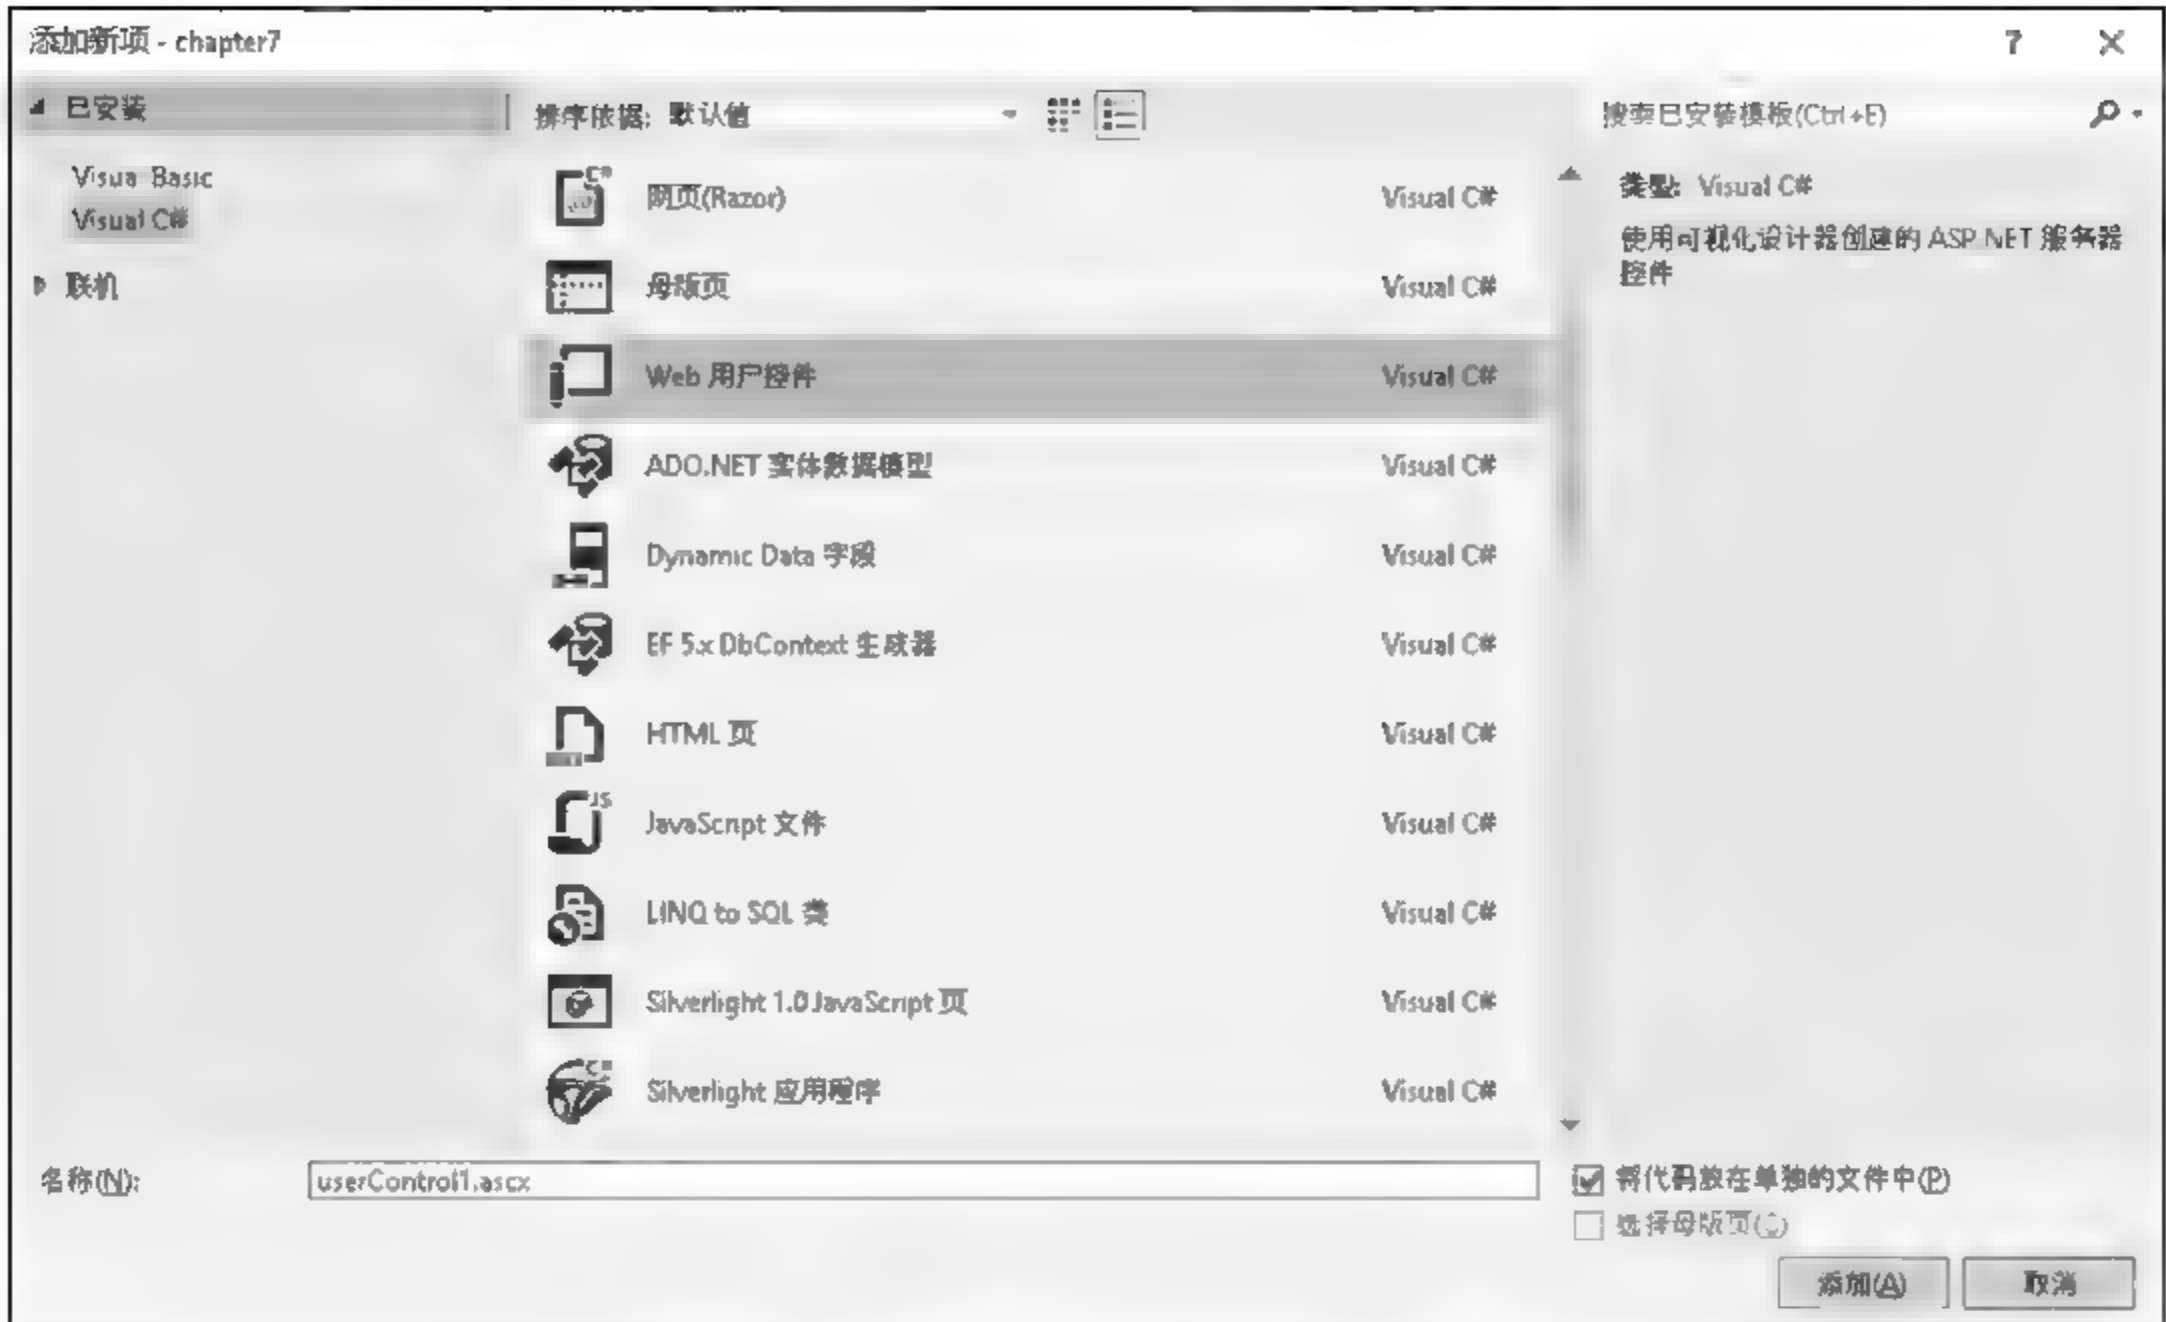 添加新项 - chapter7
? ×
已安装
排序依据: 默认值
搜索已安装模板(Ctrl+E)
Visual Basic
Visual C#
联机
网页(Razor) Visual C#
母版页 Visual C#
Web 用户控件 Visual C#
ADO.NET 实体数据模型 Visual C#
Dynamic Data 字段 Visual C#
EF 5.x DbContext 生成器 Visual C#
HTML 页 Visual C#
JavaScript 文件 Visual C#
LINQ to SQL 类 Visual C#
Silverlight 1.0 JavaScript 页 Visual C#
Silverlight 应用程序 Visual C#
类型: Visual C#
使用可视化设计器创建的 ASP.NET 服务器
控件
名称(N): userControl1.ascx
将代码放在单独的文件中(P)
选择母版页(S)
添加(A) 取消